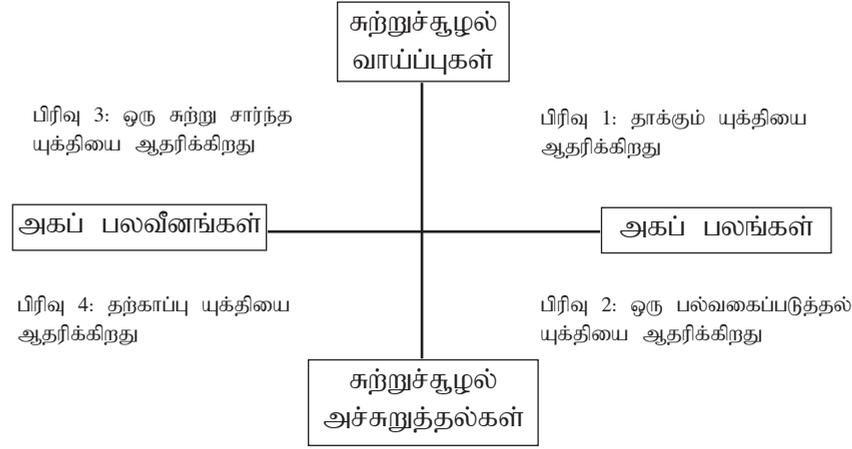 சுற்றுச்சூழல்
வாய்ப்புகள்
பிரிவு 3: ஒரு சுற்று சார்ந்த
யுக்தியை ஆதரிக்கிறது
பிரிவு 1: தாக்கும் யுக்தியை
ஆதரிக்கிறது
அகப் பலவீனங்கள்
அகப் பலங்கள்
பிரிவு 4: தற்காப்பு யுக்தியை
ஆதரிக்கிறது
பிரிவு 2: ஒரு பல்வகைப்படுத்தல்
யுக்தியை ஆதரிக்கிறது
சுற்றுச்சூழல்
அச்சுறுத்தல்கள்